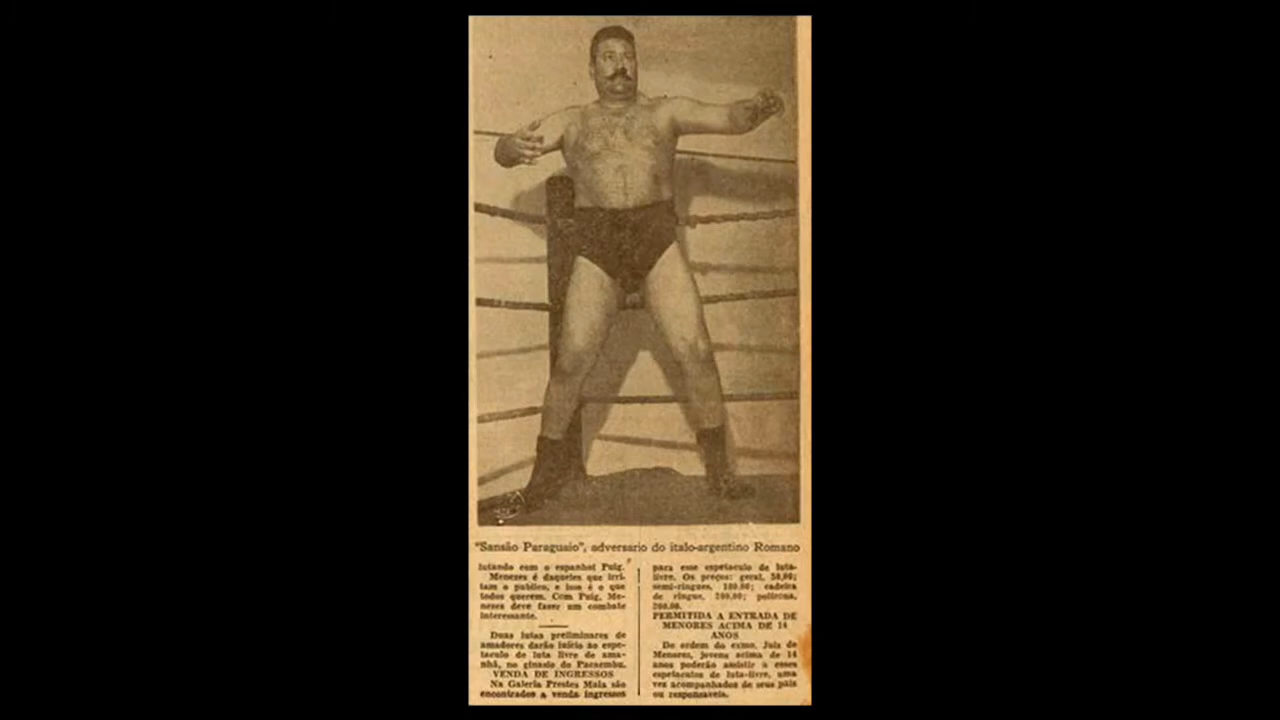 "Sansão Paraguaio", adversario do italo-argentino Romano
lutando com o espanhol Puig.
Menezes é daqueles que irri-
tam o publico, e isso é o que
todos querem. Com Puig, Me-
nezes deve fazer um combate
interessante.
Duas lutas preliminares de
amadores darão inicio ao espe-
taculo de luta livre de ama-
nhã, no ginasio do Pacaembu.
VENDA DE INGRESSOS
Na Galeria Prestes Maia são
encontrados a venda ingressos
para esse espetaculo de luta-
livre. Os preços: geral, 50,00;
semi-ringues, 100,00; cadeira
de ringue, 200,00; poltrona,
200,00.
PERMITIDA A ENTRADA DE
MENORES ACIMA DE 14
ANOS
De ordem do exmo. Juiz de
Menores, jovens acima de 14
anos poderão assistir a esses
espetaculos de luta-livre, uma
vez acompanhados de seus pais
ou responsaveis.